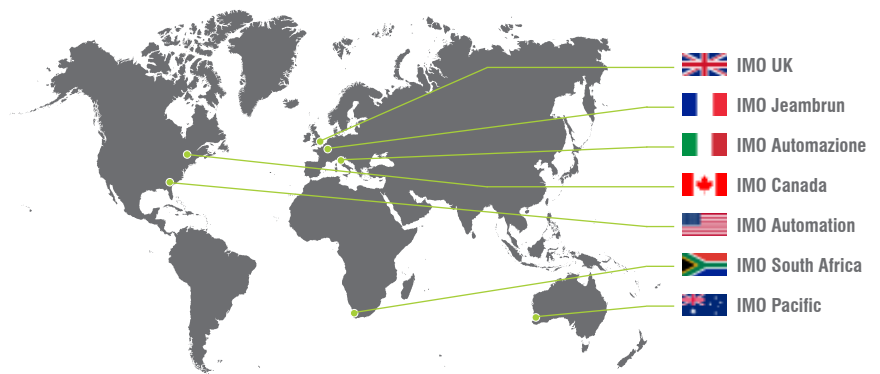 IMO UK
IMO Jeambrun
IMO Automazione
IMO Canada
IMO Automation
IMO South Africa
IMO Pacific